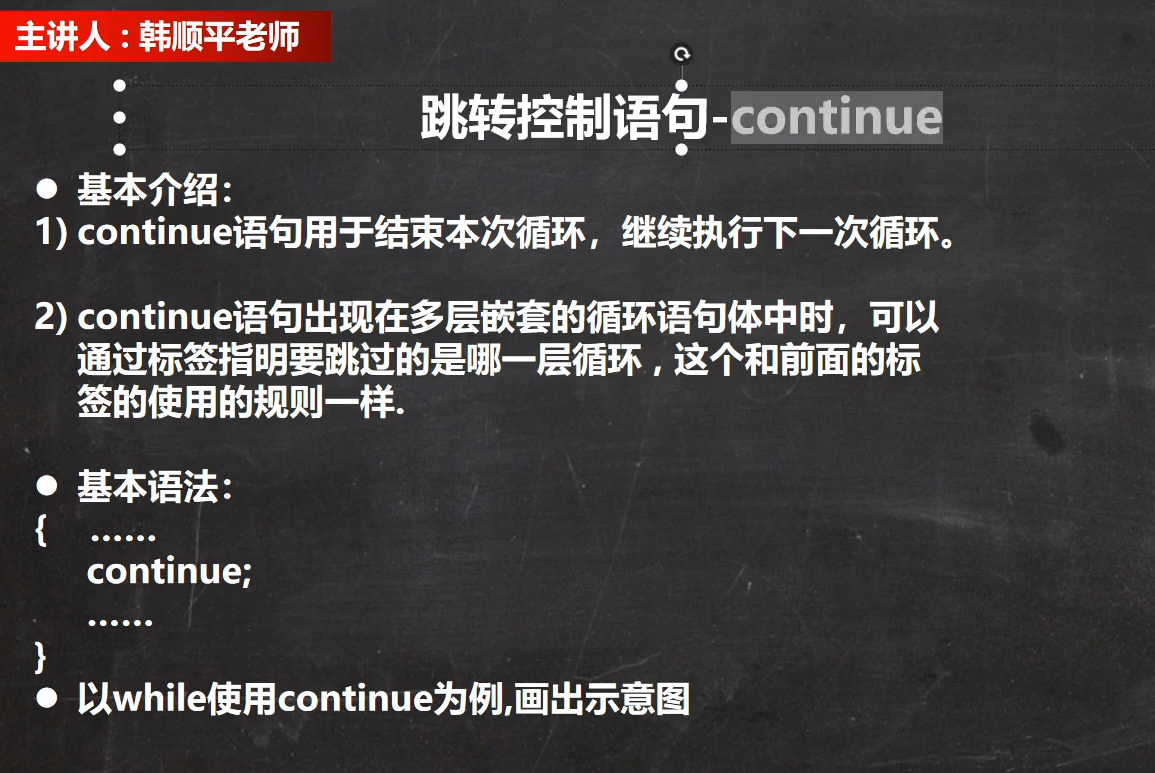 主讲人：韩顺平老师
跳转控制语句-continue
● 基本介绍：
1) continue语句用于结束本次循环，继续执行下一次循环。
2) continue语句出现在多层嵌套的循环语句体中时，可以
通过标签指明要跳过的是哪一层循环 , 这个和前面的标
签的使用的规则一样.
● 基本语法：
{ ……
continue;
……
}
● 以while使用continue为例,画出示意图